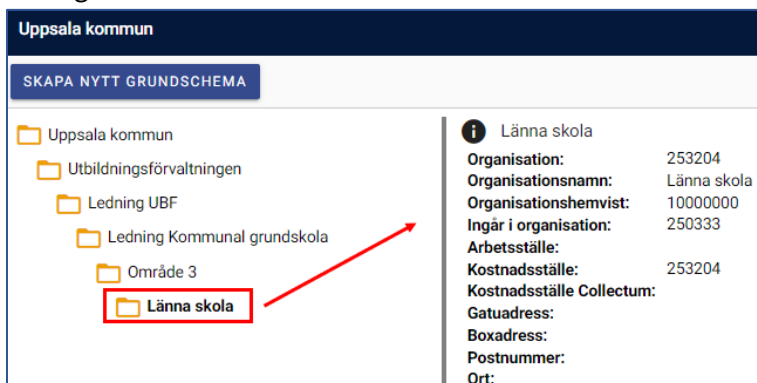 Uppsala kommun
SKAPA NYTT GRUNDSCHEMA
Uppsala kommun
Utbildningsförvaltningen
Ledning UBF
Ledning Kommunal grundskola
Område 3
Länna skola
Länna skola
Organisation: 253204
Organisationsnamn: Länna skola
Organisationshemvist: 10000000
Ingår i organisation: 250333
Arbetsställe:
Kostnadsställe: 253204
Kostnadsställe Collectum:
Gatuadress:
Boxadress:
Postnummer:
Ort: